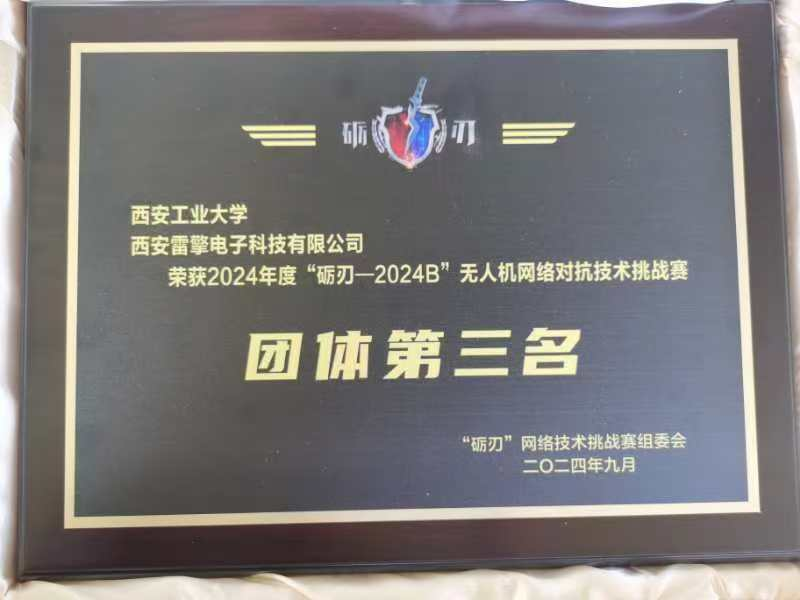 砺 刃
西安工业大学
西安雷擎电子科技有限公司
荣获2024年度“砺刃—2024B”无人机网络对抗技术挑战赛
团体第三名
“砺刃”网络技术挑战赛组委会
二〇二四年九月